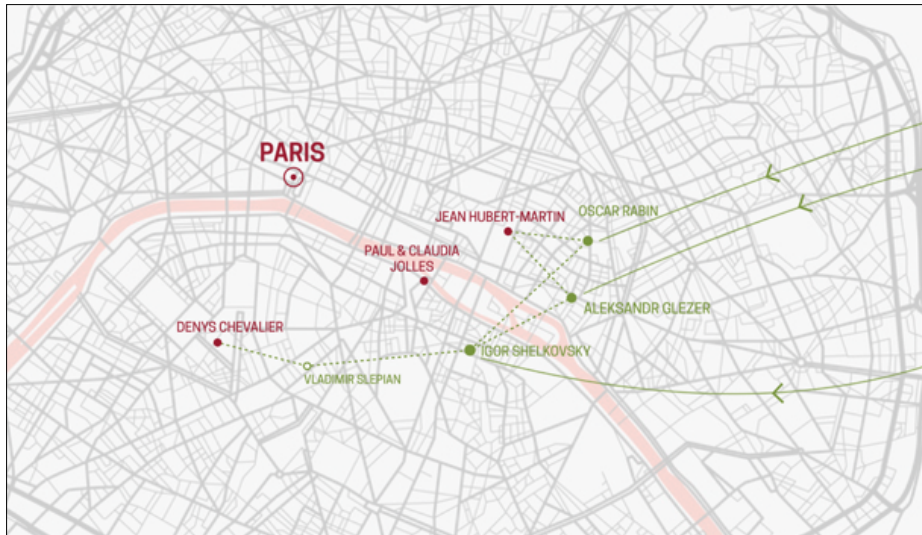 PARIS
JEAN HUBERT-MARTIN
OSCAR RABIN
PAUL & CLAUDIA
JOLLES
ALEKSANDR GLEZER
DENYS CHEVALIER
IGOR SHELKOVSKY
VLADIMIR SLEPIAN